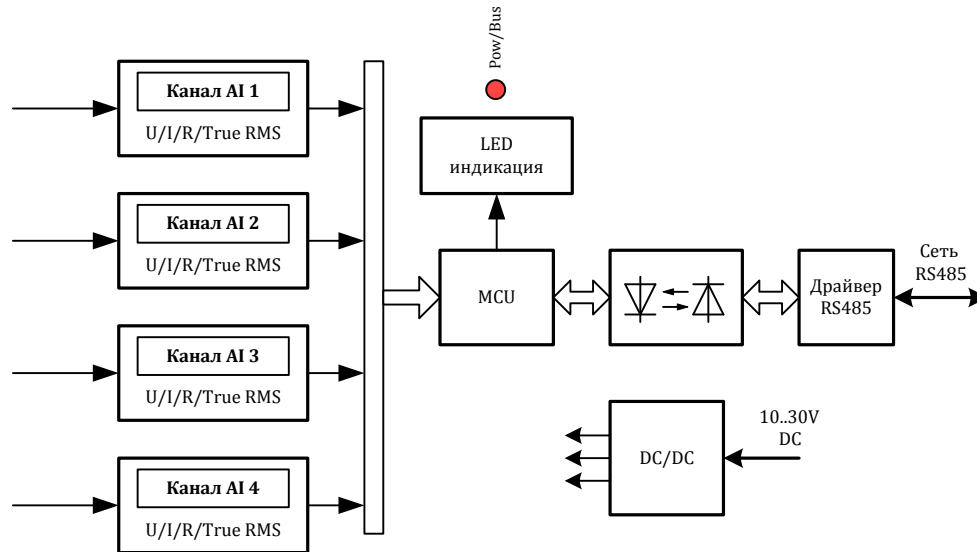 Pow/Bus
Канал AI 1
U/I/R/True RMS
LED
индикация
Канал AI 2
U/I/R/True RMS
MCU
Драйвер
RS485
Сеть
RS485
Канал AI 3
U/I/R/True RMS
DC/DC
10..30V
DC
Канал AI 4
U/I/R/True RMS